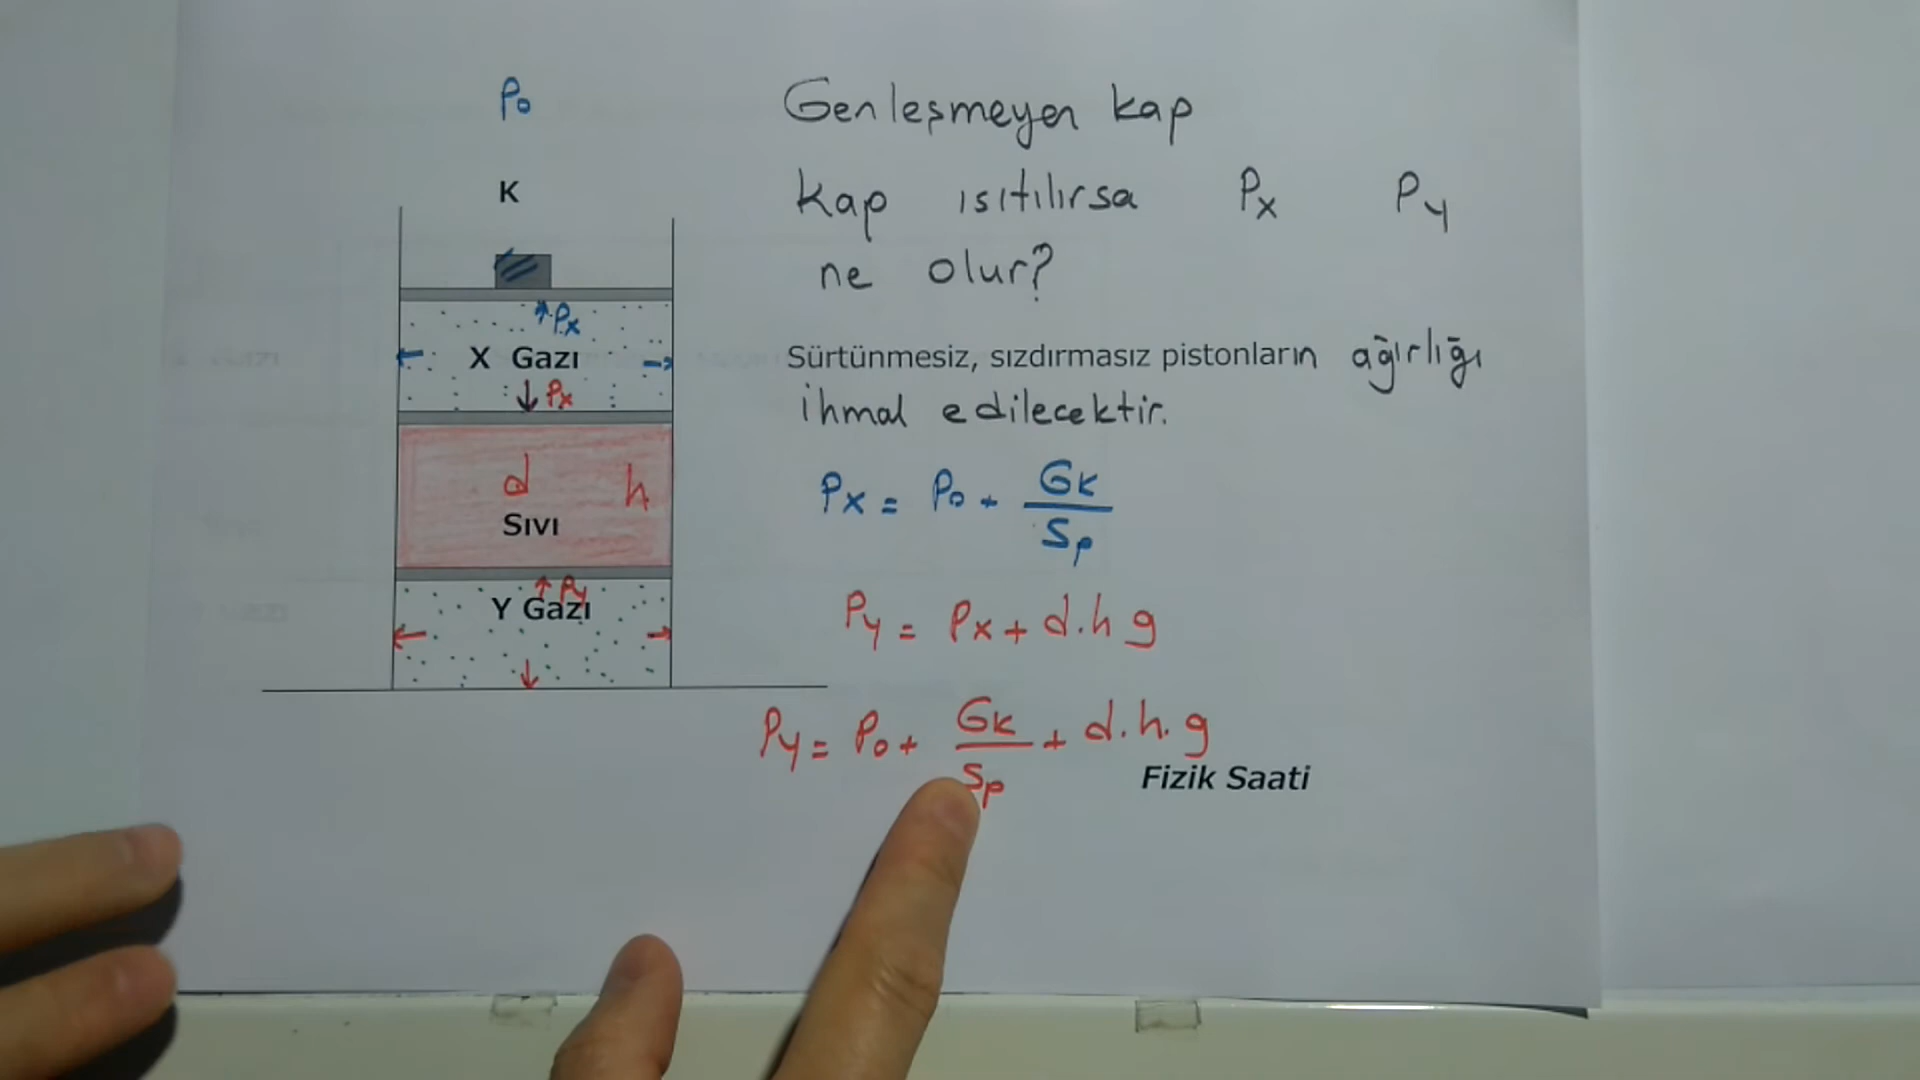 P₀
K
Px
X Gazı
Px
d h
Sıvı
Py
Y Gazı
Genleşmeyen kap
Kap ısıtılırsa Px Py
ne olur?
Sürtünmesiz, sızdırmasız pistonların ağırlığı
ihmal edilecektir.
Px = P₀ + GK / Sp
Py = Px + d.h g
Py = P₀ + GK / Sp + d.h.g
Fizik Saati